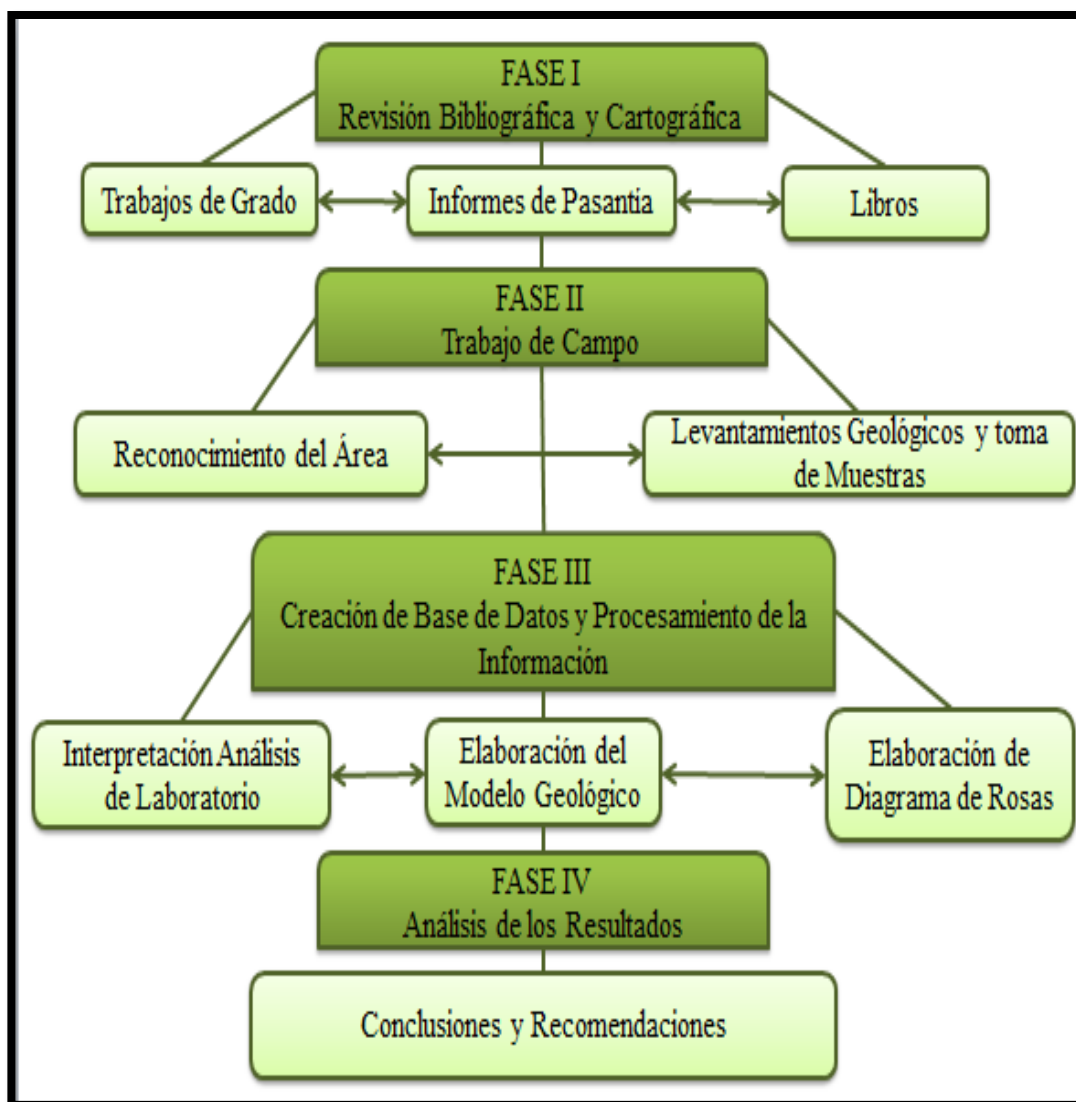 FASE I
Revisión Bibliográfica y Cartográfica
Trabajos de Grado
Informes de Pasantia
Libros
FASE II
Trabajo de Campo
Reconocimiento del Área
Levantamientos Geológicos y toma
de Muestras
FASE III
Creación de Base de Datos y Procesamiento de la
Información
Interpretación Análisis
de Laboratorio
Elaboración del
Modelo Geológico
Elaboración de
Diagrama de Rosas
FASE IV
Análisis de los Resultados
Conclusiones y Recomendaciones